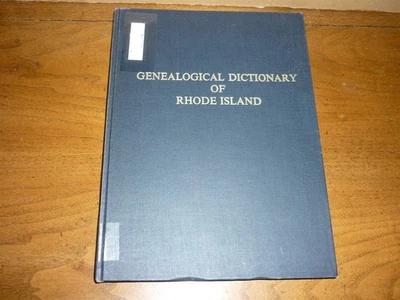 GENEALOGICAL DICTIONARY
OF
RHODE ISLAND